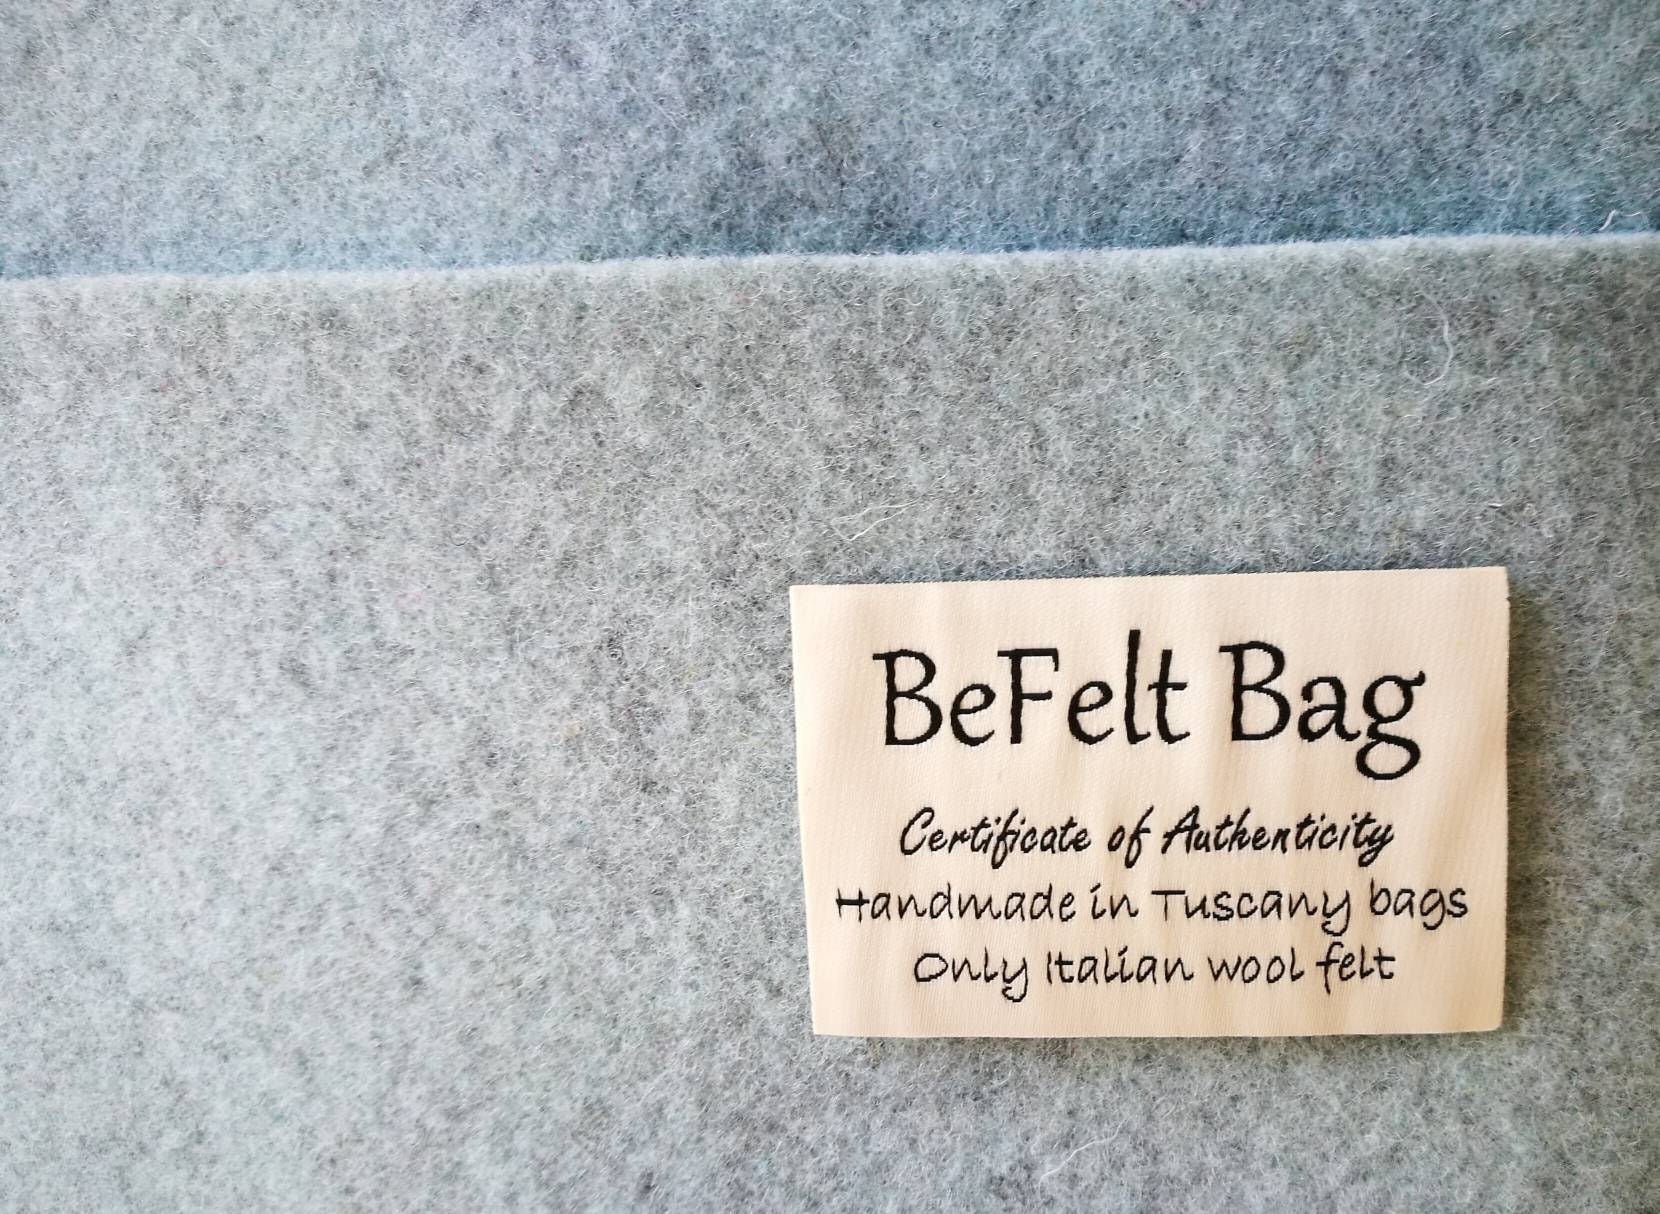 BeFelt Bag
Certificate of Authenticity
Handmade in Tuscany bags
Only Italian wool felt